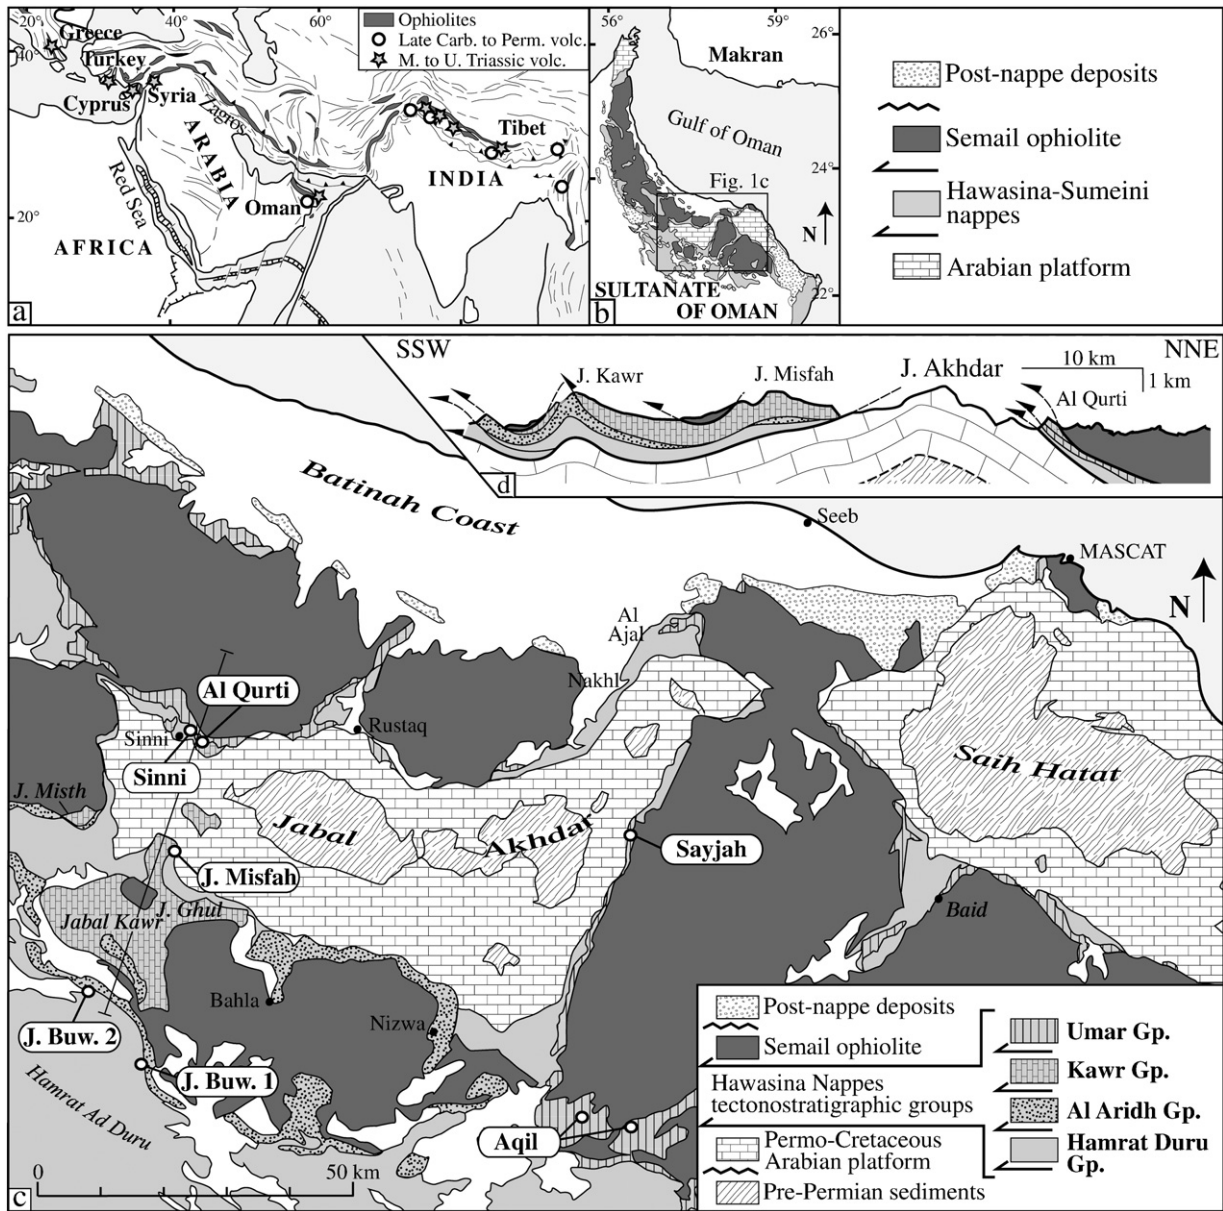 20°
40°
60°
40°
20°
Greece
Turkey
Cyprus
Syria
Zagros
ARABIA
Red Sea
AFRICA
Oman
INDIA
Tibet
Ophiolites
Late Carb. to Perm. volc.
M. to U. Triassic volc.
a
56°
59°
26°
24°
22°
Makran
Gulf of Oman
Fig. 1c
N
SULTANATE
OF OMAN
b
Post-nappe deposits
Semail ophiolite
Hawasina-Sumeini
nappes
Arabian platform
SSW
NNE
J. Kawr
J. Misfah
J. Akhdar
10 km
1 km
Al Qurti
d
Batinah Coast
Seeb
MASCAT
N
Al
Ajal
Nakhl
Al Qurti
Sinni
Rustaq
Sinni
J. Misth
Jabal
Akhdar
Saih Hatat
Sayjah
J. Misfah
J. Ghul
Jabal Kawr
Baid
Bahla
Nizwa
J. Buw. 2
J. Buw. 1
Hamrat Ad Duru
Aqil
0
50 km
c
Post-nappe deposits
Semail ophiolite
Hawasina Nappes
tectonostratigraphic groups
Permo-Cretaceous
Arabian platform
Pre-Permian sediments
Umar Gp.
Kawr Gp.
Al Aridh Gp.
Hamrat Duru
Gp.